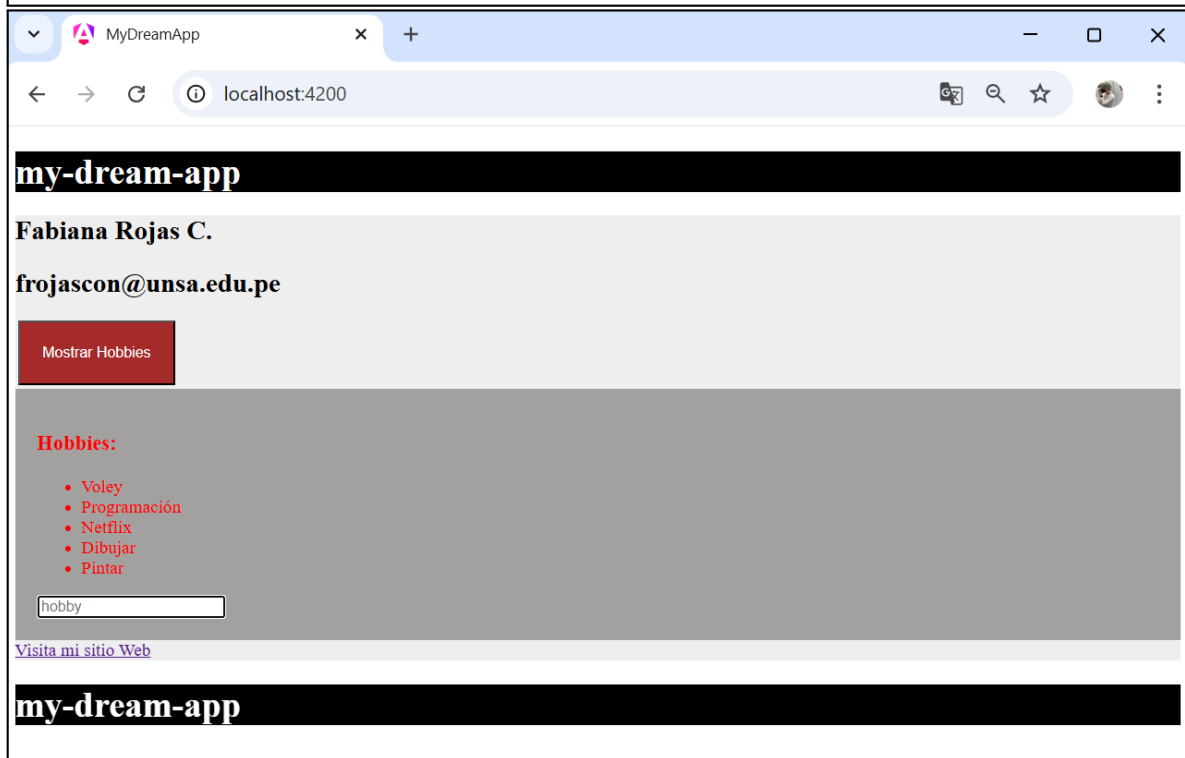 MyDreamApp
localhost:4200
my-dream-app
Fabiana Rojas C.
frojascon@unsa.edu.pe
Mostrar Hobbies
Hobbies:
Voley
Programación
Netflix
Dibujar
Pintar
hobby
Visita mi sitio Web
my-dream-app